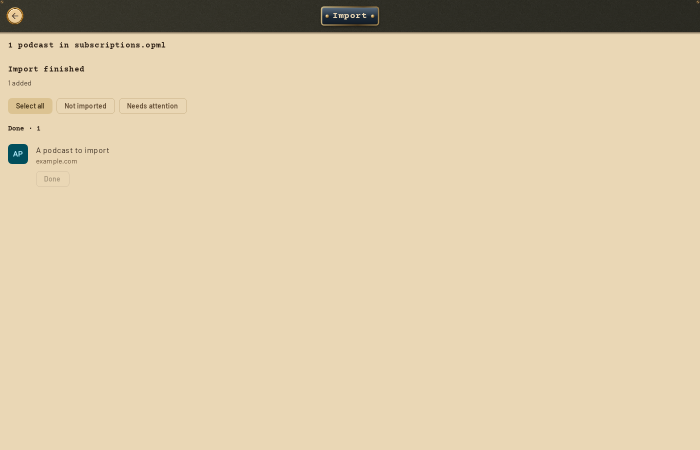 Import
1 podcast in subscriptions.opml
Import finished
1 added
Select all
Not imported
Needs attention
Done · 1
AP
A podcast to import
example.com
Done